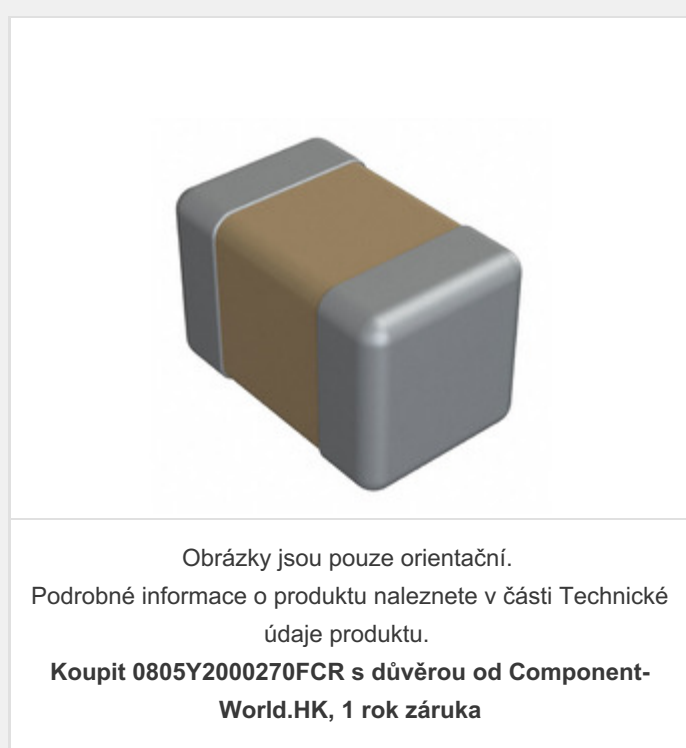 Obrázky jsou pouze orientační.
Podrobné informace o produktu naleznete v části Technické
údaje produktu.
Koupit 0805Y2000270FCR s důvěrou od Component-
World.HK, 1 rok záruka